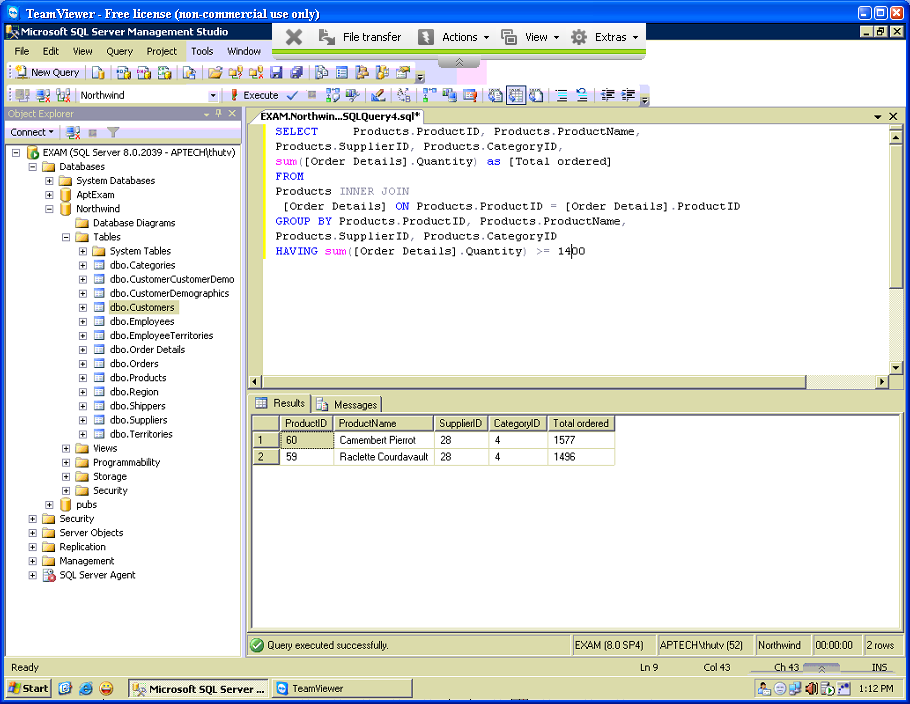 TeamViewer - Free license (non-commercial use only)
Microsoft SQL Server Management Studio
File transfer Actions View Extras
File Edit View Query Project Tools Window
New Query
Northwind Execute
Object Explorer
Connect
EXAM (SQL Server 8.0.2039 - APTECH\thutv)
Databases
System Databases
AptExam
Northwind
Database Diagrams
Tables
System Tables
dbo.Categories
dbo.CustomerCustomerDemo
dbo.CustomerDemographics
dbo.Customers
dbo.Employees
dbo.EmployeeTerritories
dbo.Order Details
dbo.Orders
dbo.Products
dbo.Region
dbo.Shippers
dbo.Suppliers
dbo.Territories
Views
Programmability
Storage
Security
pubs
Security
Server Objects
Replication
Management
SQL Server Agent
EXAM.Northwin...SQLQuery4.sql*
SELECT Products.ProductID, Products.ProductName,
Products.SupplierID, Products.CategoryID,
sum([Order Details].Quantity) as [Total ordered]
FROM
Products INNER JOIN
[Order Details] ON Products.ProductID = [Order Details].ProductID
GROUP BY Products.ProductID, Products.ProductName,
Products.SupplierID, Products.CategoryID
HAVING sum([Order Details].Quantity) >= 1400
Results Messages
ProductID ProductName SupplierID CategoryID Total ordered
1 60 Camembert Pierrot 28 4 1577
2 59 Raclette Courdavault 28 4 1496
Query executed successfully. EXAM (8.0 SP4) APTECH\thutv (52) Northwind 00:00:00 2 rows
Ready Ln 9 Col 43 Ch 43 INS
Start Microsoft SQL Server ... TeamViewer 1:12 PM